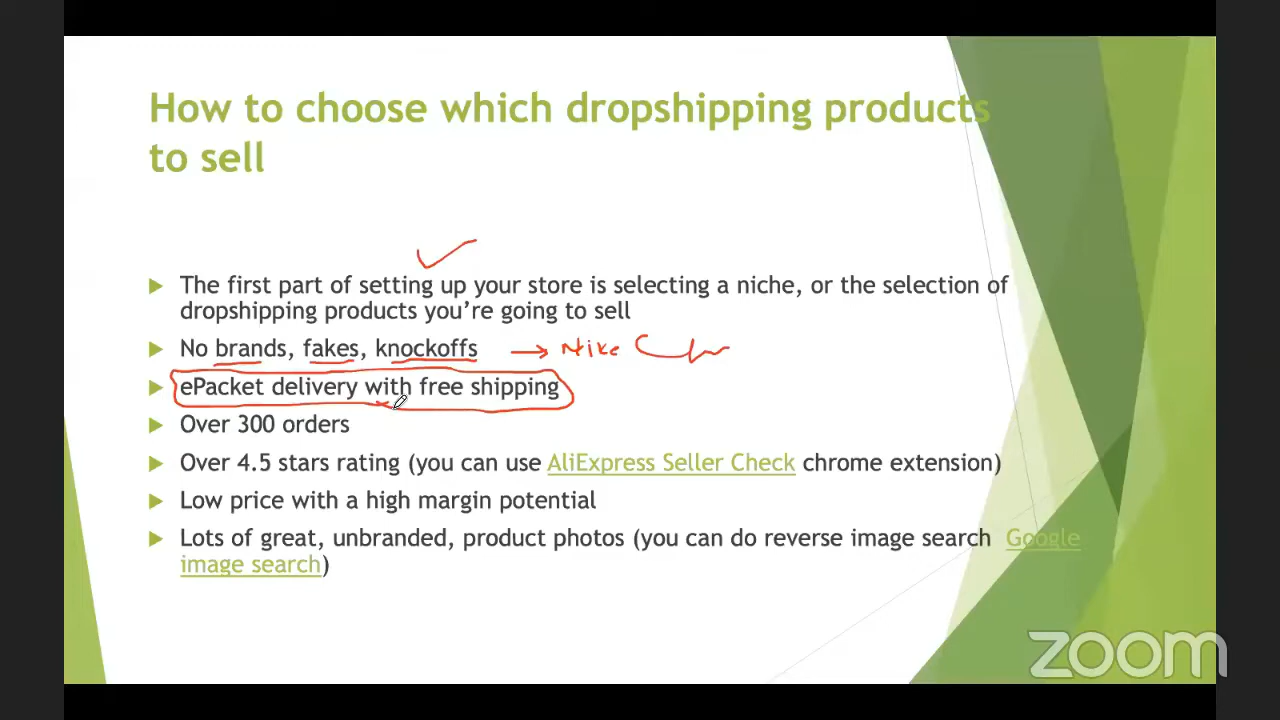 How to choose which dropshipping products
to sell
The first part of setting up your store is selecting a niche, or the selection of
dropshipping products you’re going to sell
No brands, fakes, knockoffs → Nike
ePacket delivery with free shipping
Over 300 orders
Over 4.5 stars rating (you can use AliExpress Seller Check chrome extension)
Low price with a high margin potential
Lots of great, unbranded, product photos (you can do reverse image search Google
image search)
zoom